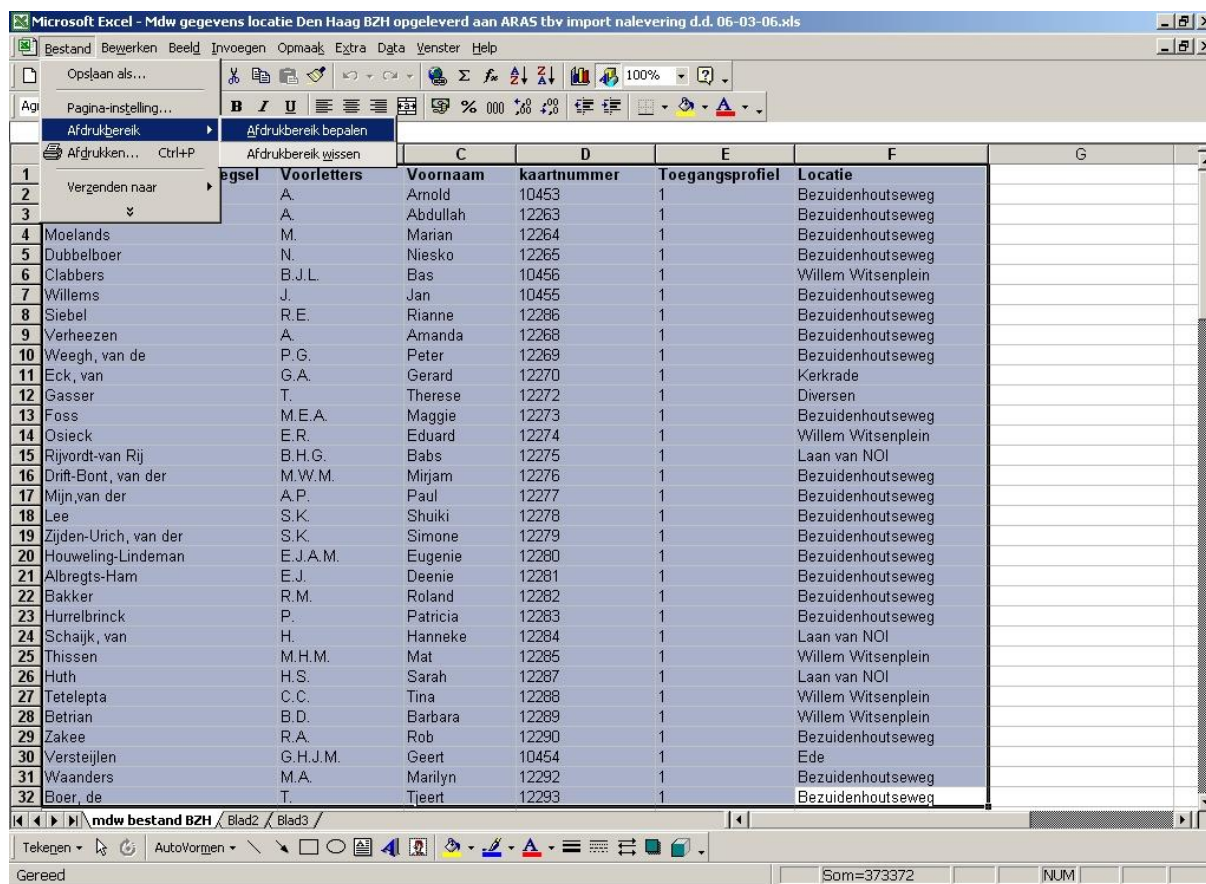 Microsoft Excel - Mdw gegevens locatie Den Haag BZH opgeleverd aan ARAS tbv import nalevering d.d. 06-03-06.xls
Bestand Bewerken Beeld Invoegen Opmaak Extra Data Venster Help
Opslaan als...
100%
Pagina-instelling...
B I U % 000
Afdrukbereik
Afdrukbereik bepalen
Afdrukken... Ctrl+P
Afdrukbereik wissen
Verzenden naar
C D E F G
1 egsel Voorletters Voornaam kaartnummer Toegangsprofiel Locatie
2 A. Arnold 10453 1 Bezuidenhoutseweg
3 A. Abdullah 12263 1 Bezuidenhoutseweg
4 Moelands M. Marian 12264 1 Bezuidenhoutseweg
5 Dubbelboer N. Niesko 12265 1 Bezuidenhoutseweg
6 Clabbers B.J.L. Bas 10456 1 Willem Witsenplein
7 Willems J. Jan 10455 1 Bezuidenhoutseweg
8 Siebel R.E. Rianne 12286 1 Bezuidenhoutseweg
9 Verheezen A. Amanda 12268 1 Bezuidenhoutseweg
10 Weegh, van de P.G. Peter 12269 1 Bezuidenhoutseweg
11 Eck, van G.A. Gerard 12270 1 Kerkrade
12 Gasser T. Therese 12272 1 Diversen
13 Foss M.E.A. Maggie 12273 1 Bezuidenhoutseweg
14 Osieck E.R. Eduard 12274 1 Willem Witsenplein
15 Rijvordt-van Rij B.H.G. Babs 12275 1 Laan van NOI
16 Drift-Bont, van der M.W.M. Mirjam 12276 1 Bezuidenhoutseweg
17 Mijn,van der A.P. Paul 12277 1 Bezuidenhoutseweg
18 Lee S.K. Shuiki 12278 1 Bezuidenhoutseweg
19 Zijden-Urich, van der S.K. Simone 12279 1 Bezuidenhoutseweg
20 Houweling-Lindeman E.J.A.M. Eugenie 12280 1 Bezuidenhoutseweg
21 Albregts-Ham E.J. Deenie 12281 1 Bezuidenhoutseweg
22 Bakker R.M. Roland 12282 1 Bezuidenhoutseweg
23 Hurrelbrinck P. Patricia 12283 1 Bezuidenhoutseweg
24 Schaijk, van H. Hanneke 12284 1 Laan van NOI
25 Thissen M.H.M. Mat 12285 1 Willem Witsenplein
26 Huth H.S. Sarah 12287 1 Laan van NOI
27 Tetelepta C.C. Tina 12288 1 Willem Witsenplein
28 Betrian B.D. Barbara 12289 1 Willem Witsenplein
29 Zakee R.A. Rob 12290 1 Bezuidenhoutseweg
30 Versteijlen G.H.J.M. Geert 10454 1 Ede
31 Waanders M.A. Marilyn 12292 1 Bezuidenhoutseweg
32 Boer, de T. Tjeert 12293 1 Bezuidenhoutseweg
mdw bestand BZH Blad2 Blad3
Tekenen AutoVormen
Gereed Som=373372 NUM